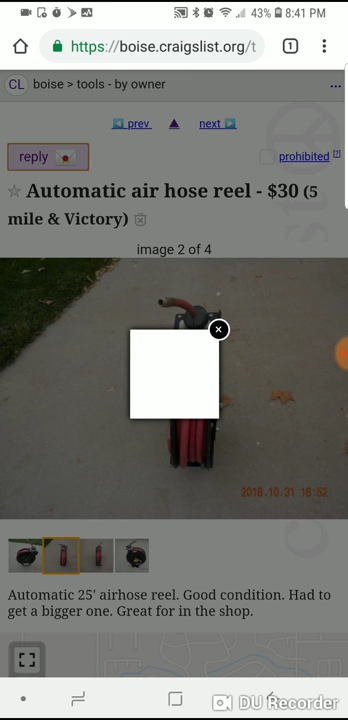 43% 8:41 PM
https://boise.craigslist.org/t
1
CL boise > tools - by owner
prev next
reply prohibited [?]
Automatic air hose reel - $30 (5
mile & Victory)
image 2 of 4
2018.10.31 18:52
Automatic 25' airhose reel. Good condition. Had to
get a bigger one. Great for in the shop.
DU Recorder